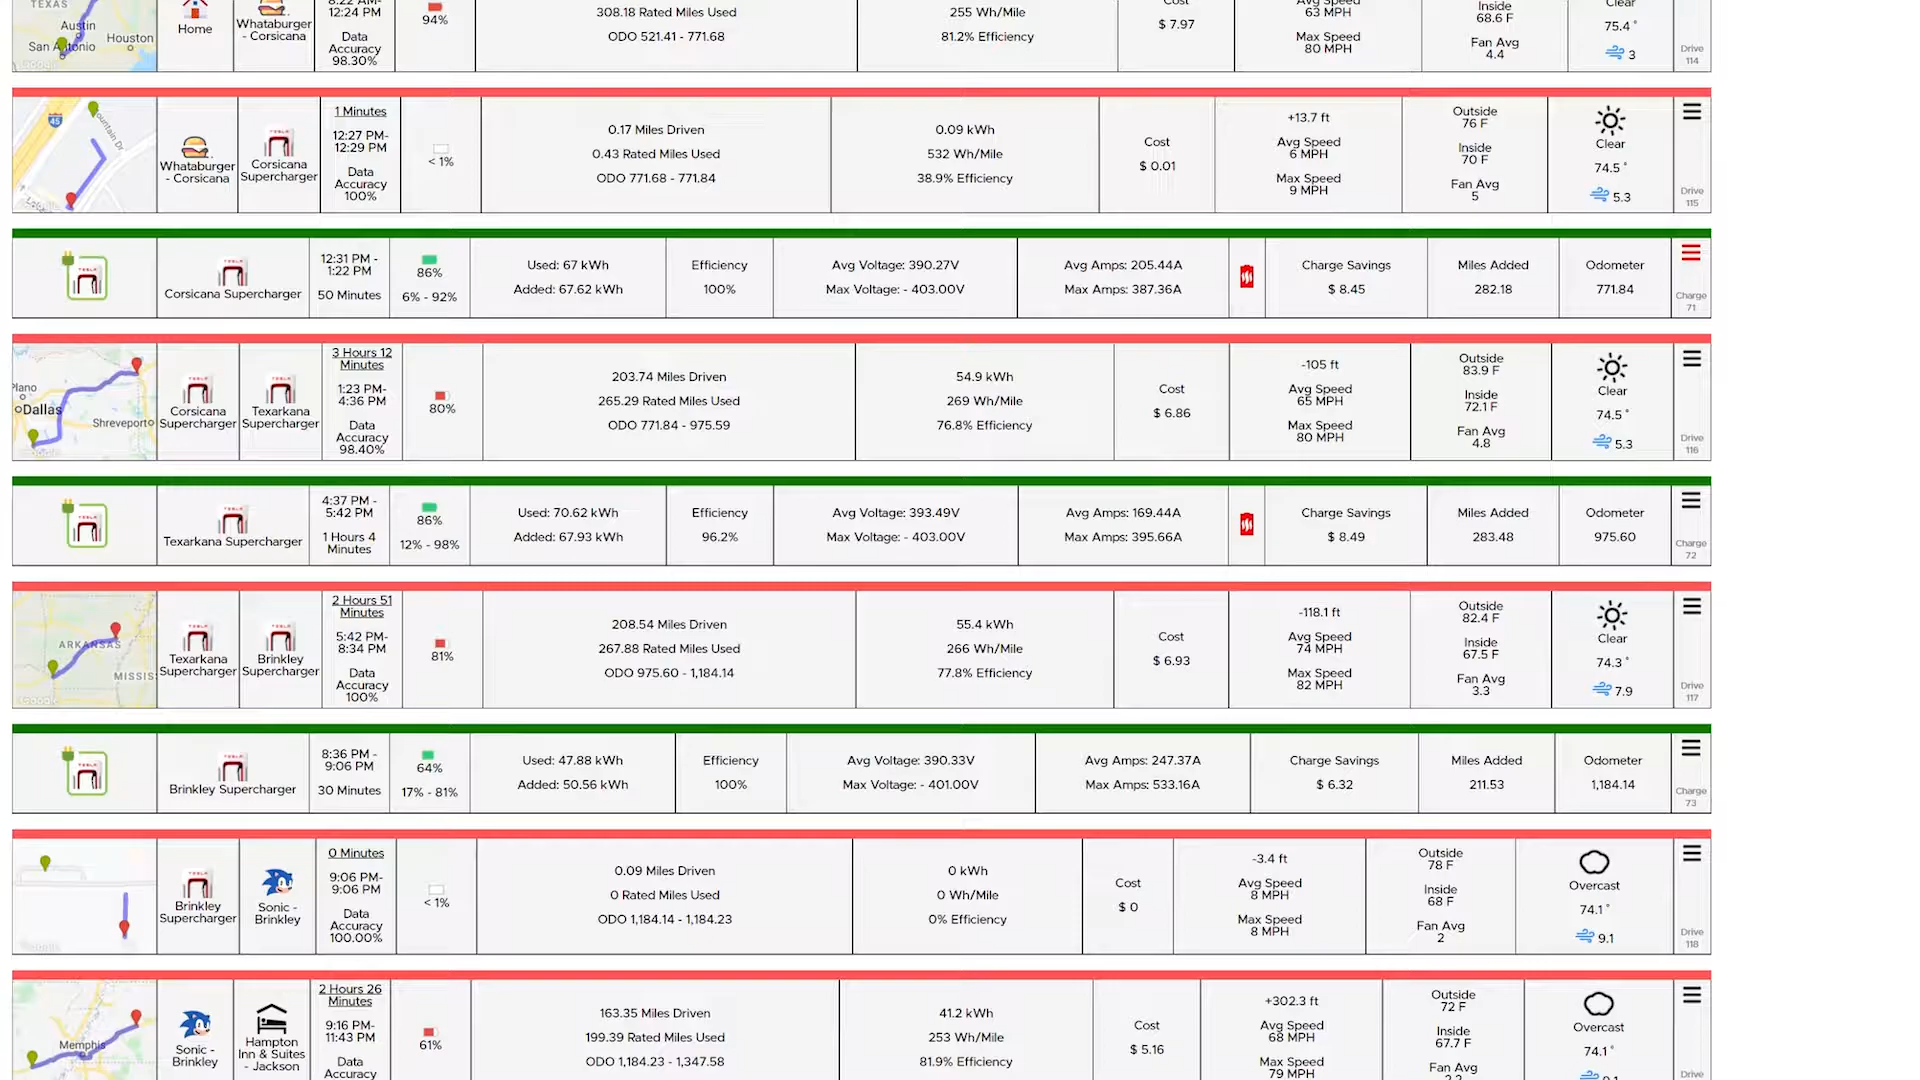 TEXAS
Austin
San Antonio
Houston
Google
Home
Whataburger
- Corsicana
8:22 AM-
12:24 PM
Data
Accuracy
98.30%
94%
308.18 Rated Miles Used
ODO 521.41 - 771.68
255 Wh/Mile
81.2% Efficiency
Cost
$ 7.97
Avg Speed
63 MPH
Max Speed
80 MPH
Inside
68.6 F
Fan Avg
4.4
Clear
75.4°
3
Drive
114
45
Whataburger
- Corsicana
Corsicana
Supercharger
1 Minutes
12:27 PM-
12:29 PM
Data
Accuracy
100%
< 1%
0.17 Miles Driven
0.43 Rated Miles Used
ODO 771.68 - 771.84
0.09 kWh
532 Wh/Mile
38.9% Efficiency
Cost
$ 0.01
+13.7 ft
Avg Speed
6 MPH
Max Speed
9 MPH
Outside
76 F
Inside
70 F
Fan Avg
5
Clear
74.5°
5.3
Drive
115
Corsicana Supercharger
12:31 PM -
1:22 PM
50 Minutes
86%
6% - 92%
Used: 67 kWh
Added: 67.62 kWh
Efficiency
100%
Avg Voltage: 390.27V
Max Voltage: - 403.00V
Avg Amps: 205.44A
Max Amps: 387.36A
Charge Savings
$ 8.45
Miles Added
282.18
Odometer
771.84
Charge
71
Plano
Dallas
Shreveport
Corsicana
Supercharger
Texarkana
Supercharger
3 Hours 12
Minutes
1:23 PM-
4:36 PM
Data
Accuracy
98.40%
80%
203.74 Miles Driven
265.29 Rated Miles Used
ODO 771.84 - 975.59
54.9 kWh
269 Wh/Mile
76.8% Efficiency
Cost
$ 6.86
-105 ft
Avg Speed
65 MPH
Max Speed
80 MPH
Outside
83.9 F
Inside
72.1 F
Fan Avg
4.8
Clear
74.5°
5.3
Drive
116
Texarkana Supercharger
4:37 PM -
5:42 PM
1 Hours 4
Minutes
86%
12% - 98%
Used: 70.62 kWh
Added: 67.93 kWh
Efficiency
96.2%
Avg Voltage: 393.49V
Max Voltage: - 403.00V
Avg Amps: 169.44A
Max Amps: 395.66A
Charge Savings
$ 8.49
Miles Added
283.48
Odometer
975.60
Charge
72
ARKANSAS
MISSIS
Google
Texarkana
Supercharger
Brinkley
Supercharger
2 Hours 51
Minutes
5:42 PM-
8:34 PM
Data
Accuracy
100%
81%
208.54 Miles Driven
267.88 Rated Miles Used
ODO 975.60 - 1,184.14
55.4 kWh
266 Wh/Mile
77.8% Efficiency
Cost
$ 6.93
-118.1 ft
Avg Speed
74 MPH
Max Speed
82 MPH
Outside
82.4 F
Inside
67.5 F
Fan Avg
3.3
Clear
74.3°
7.9
Drive
117
Brinkley Supercharger
8:36 PM -
9:06 PM
30 Minutes
64%
17% - 81%
Used: 47.88 kWh
Added: 50.56 kWh
Efficiency
100%
Avg Voltage: 390.33V
Max Voltage: - 401.00V
Avg Amps: 247.37A
Max Amps: 533.16A
Charge Savings
$ 6.32
Miles Added
211.53
Odometer
1,184.14
Charge
73
Google
Brinkley
Supercharger
Sonic -
Brinkley
0 Minutes
9:06 PM-
9:06 PM
Data
Accuracy
100.00%
< 1%
0.09 Miles Driven
0 Rated Miles Used
ODO 1,184.14 - 1,184.23
0 kWh
0 Wh/Mile
0% Efficiency
Cost
$ 0
-3.4 ft
Avg Speed
8 MPH
Max Speed
8 MPH
Outside
78 F
Inside
68 F
Fan Avg
2
Overcast
74.1°
9.1
Drive
118
Memphis
Sonic -
Brinkley
Hampton
Inn & Suites
- Jackson
2 Hours 26
Minutes
9:16 PM-
11:43 PM
Data
Accuracy
61%
163.35 Miles Driven
199.39 Rated Miles Used
ODO 1,184.23 - 1,347.58
41.2 kWh
253 Wh/Mile
81.9% Efficiency
Cost
$ 5.16
+302.3 ft
Avg Speed
68 MPH
Max Speed
79 MPH
Outside
72 F
Inside
67.7 F
Fan Avg
Overcast
74.1°
Drive